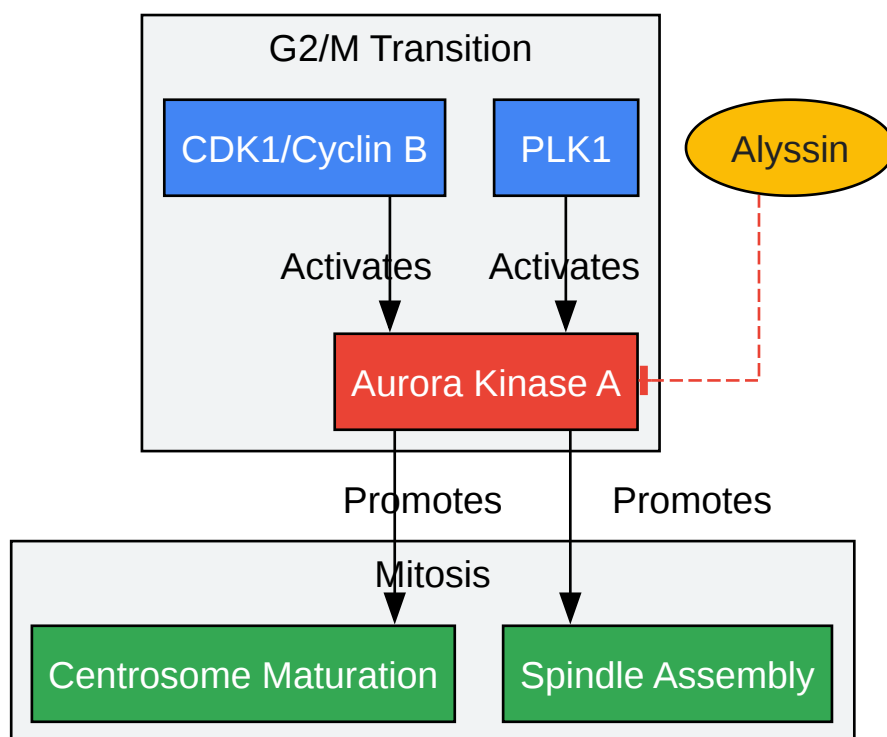 G2/M Transition
CDK1/Cyclin B
PLK1
Alyssin
Activates
Activates
Aurora Kinase A
Promotes
Promotes
Mitosis
Centrosome Maturation
Spindle Assembly